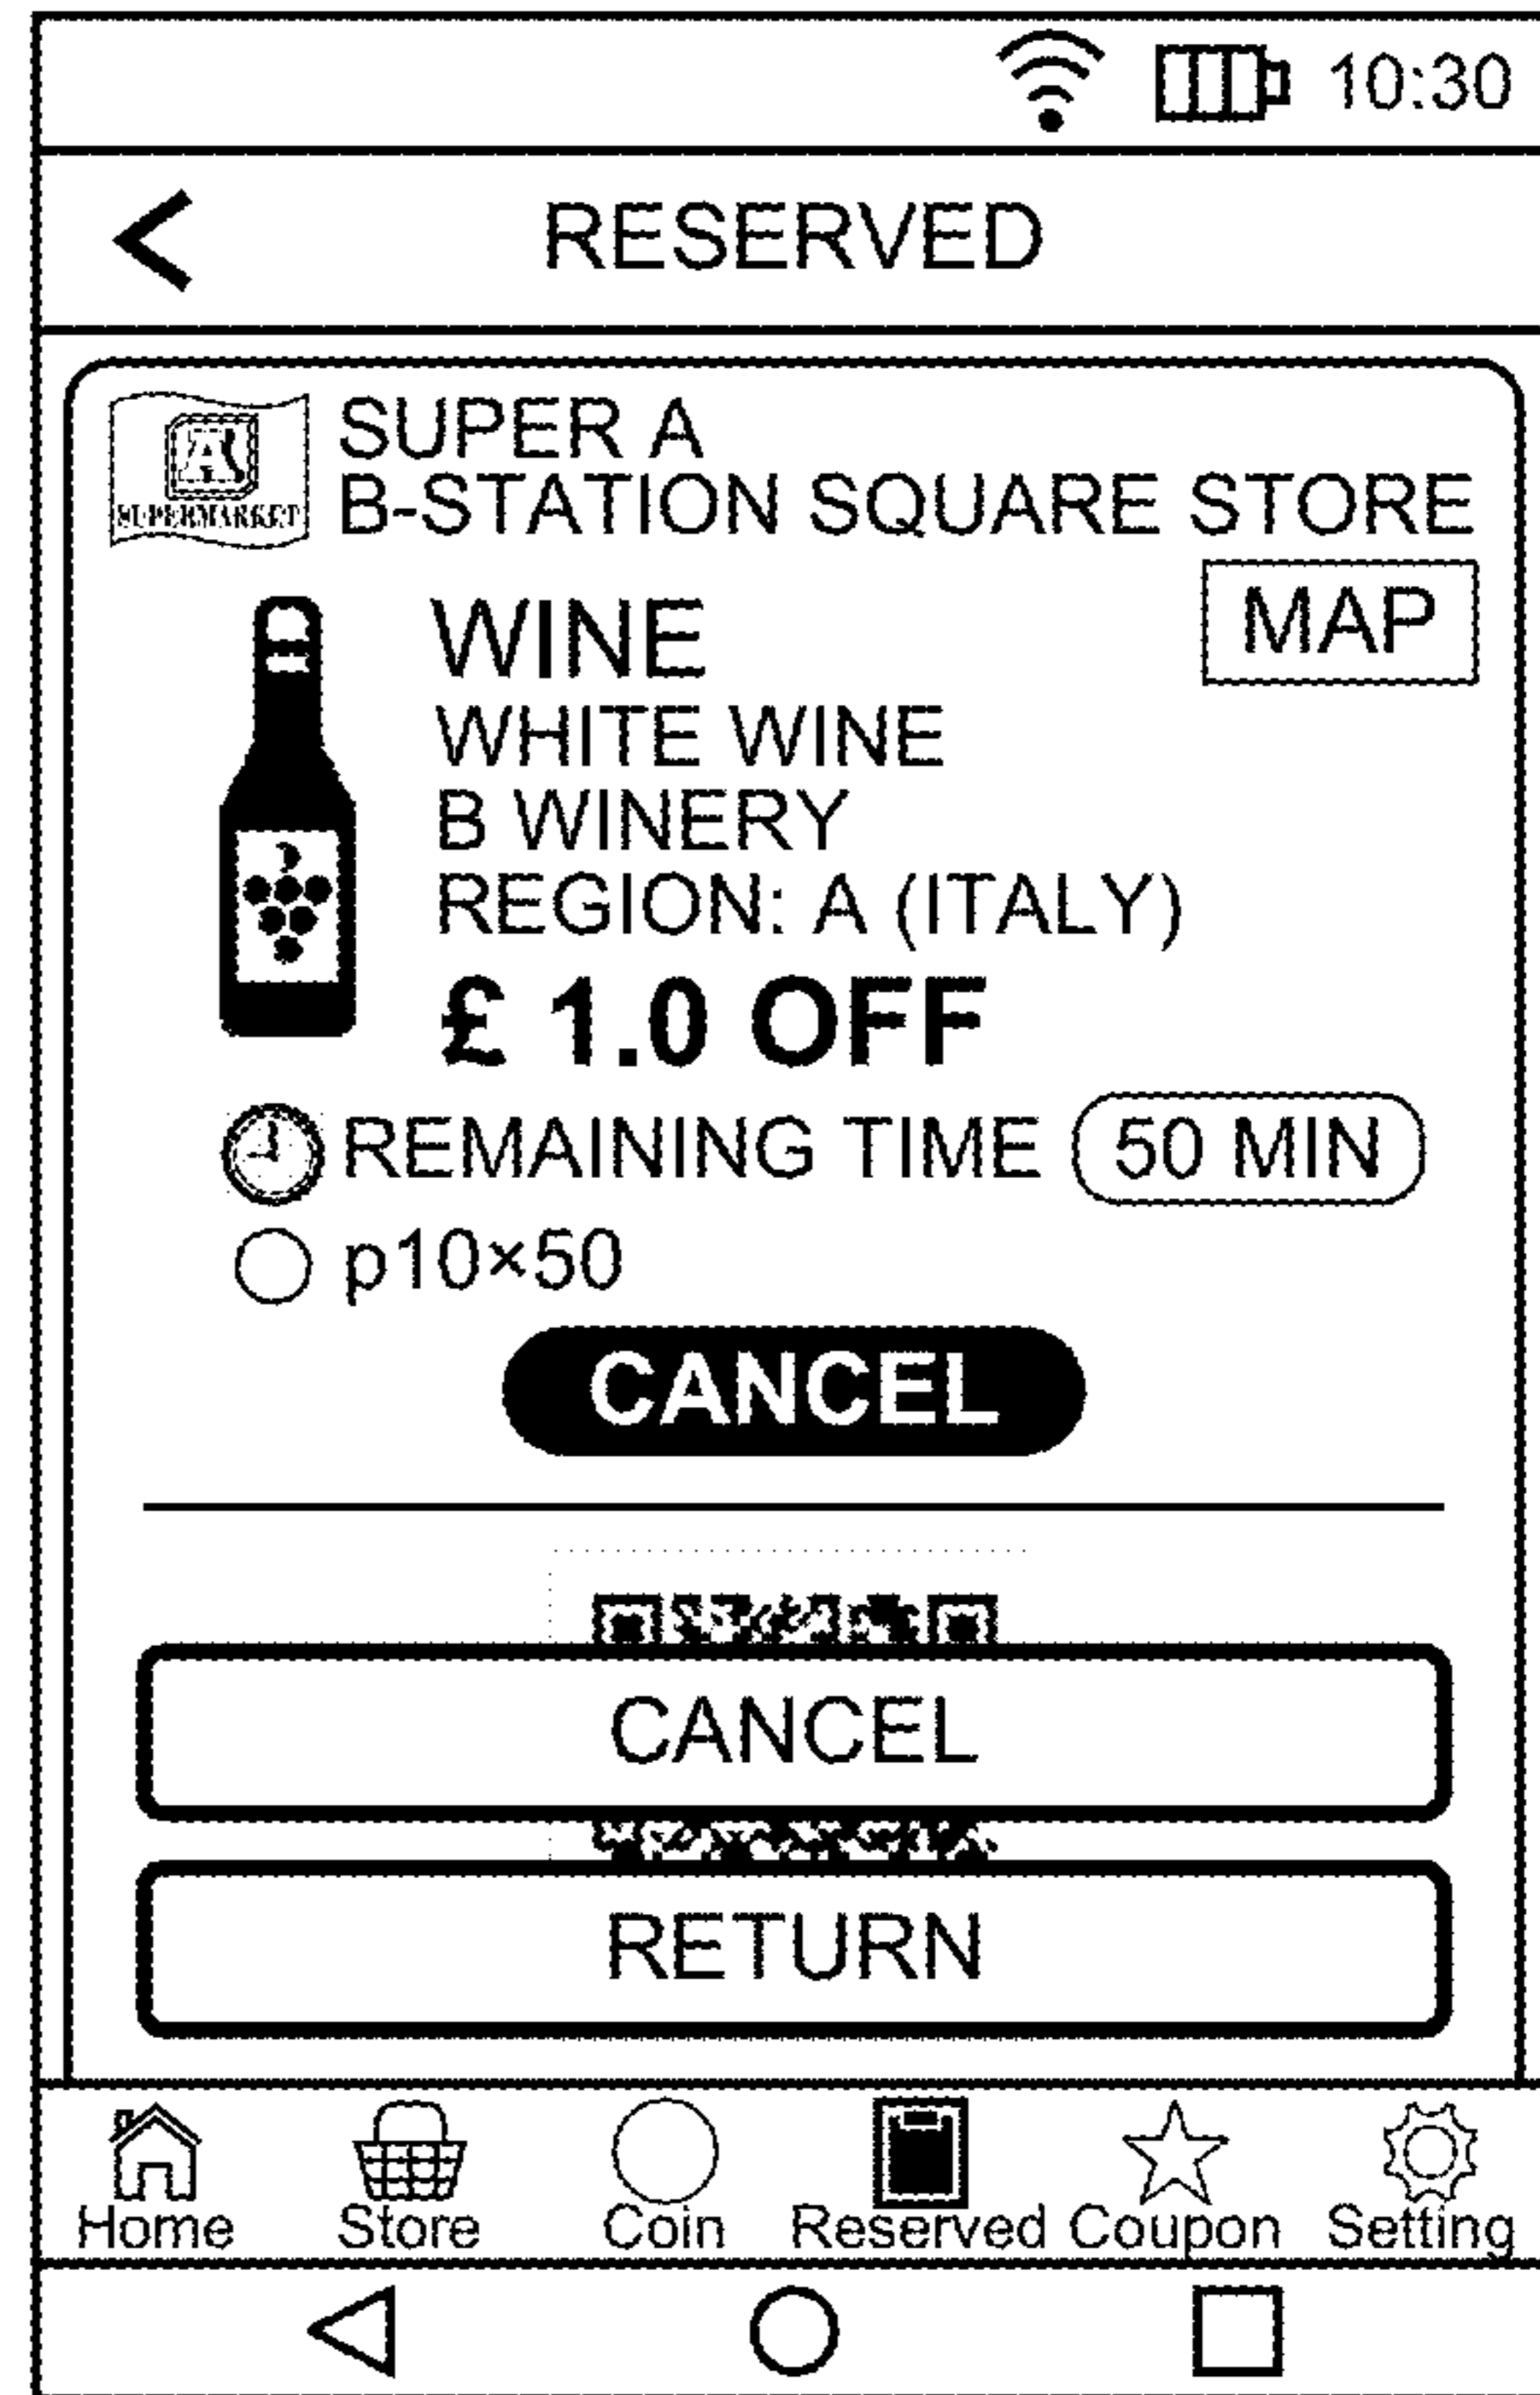 10:30
RESERVED
SUPER A
B-STATION SQUARE STORE
A
SUPERMARKET
MAP
WINE
WHITE WINE
B WINERY
REGION: A (ITALY)
£ 1.0 OFF
REMAINING TIME 50 MIN
p10×50
CANCEL
CANCEL
RETURN
Home Store Coin Reserved Coupon Setting